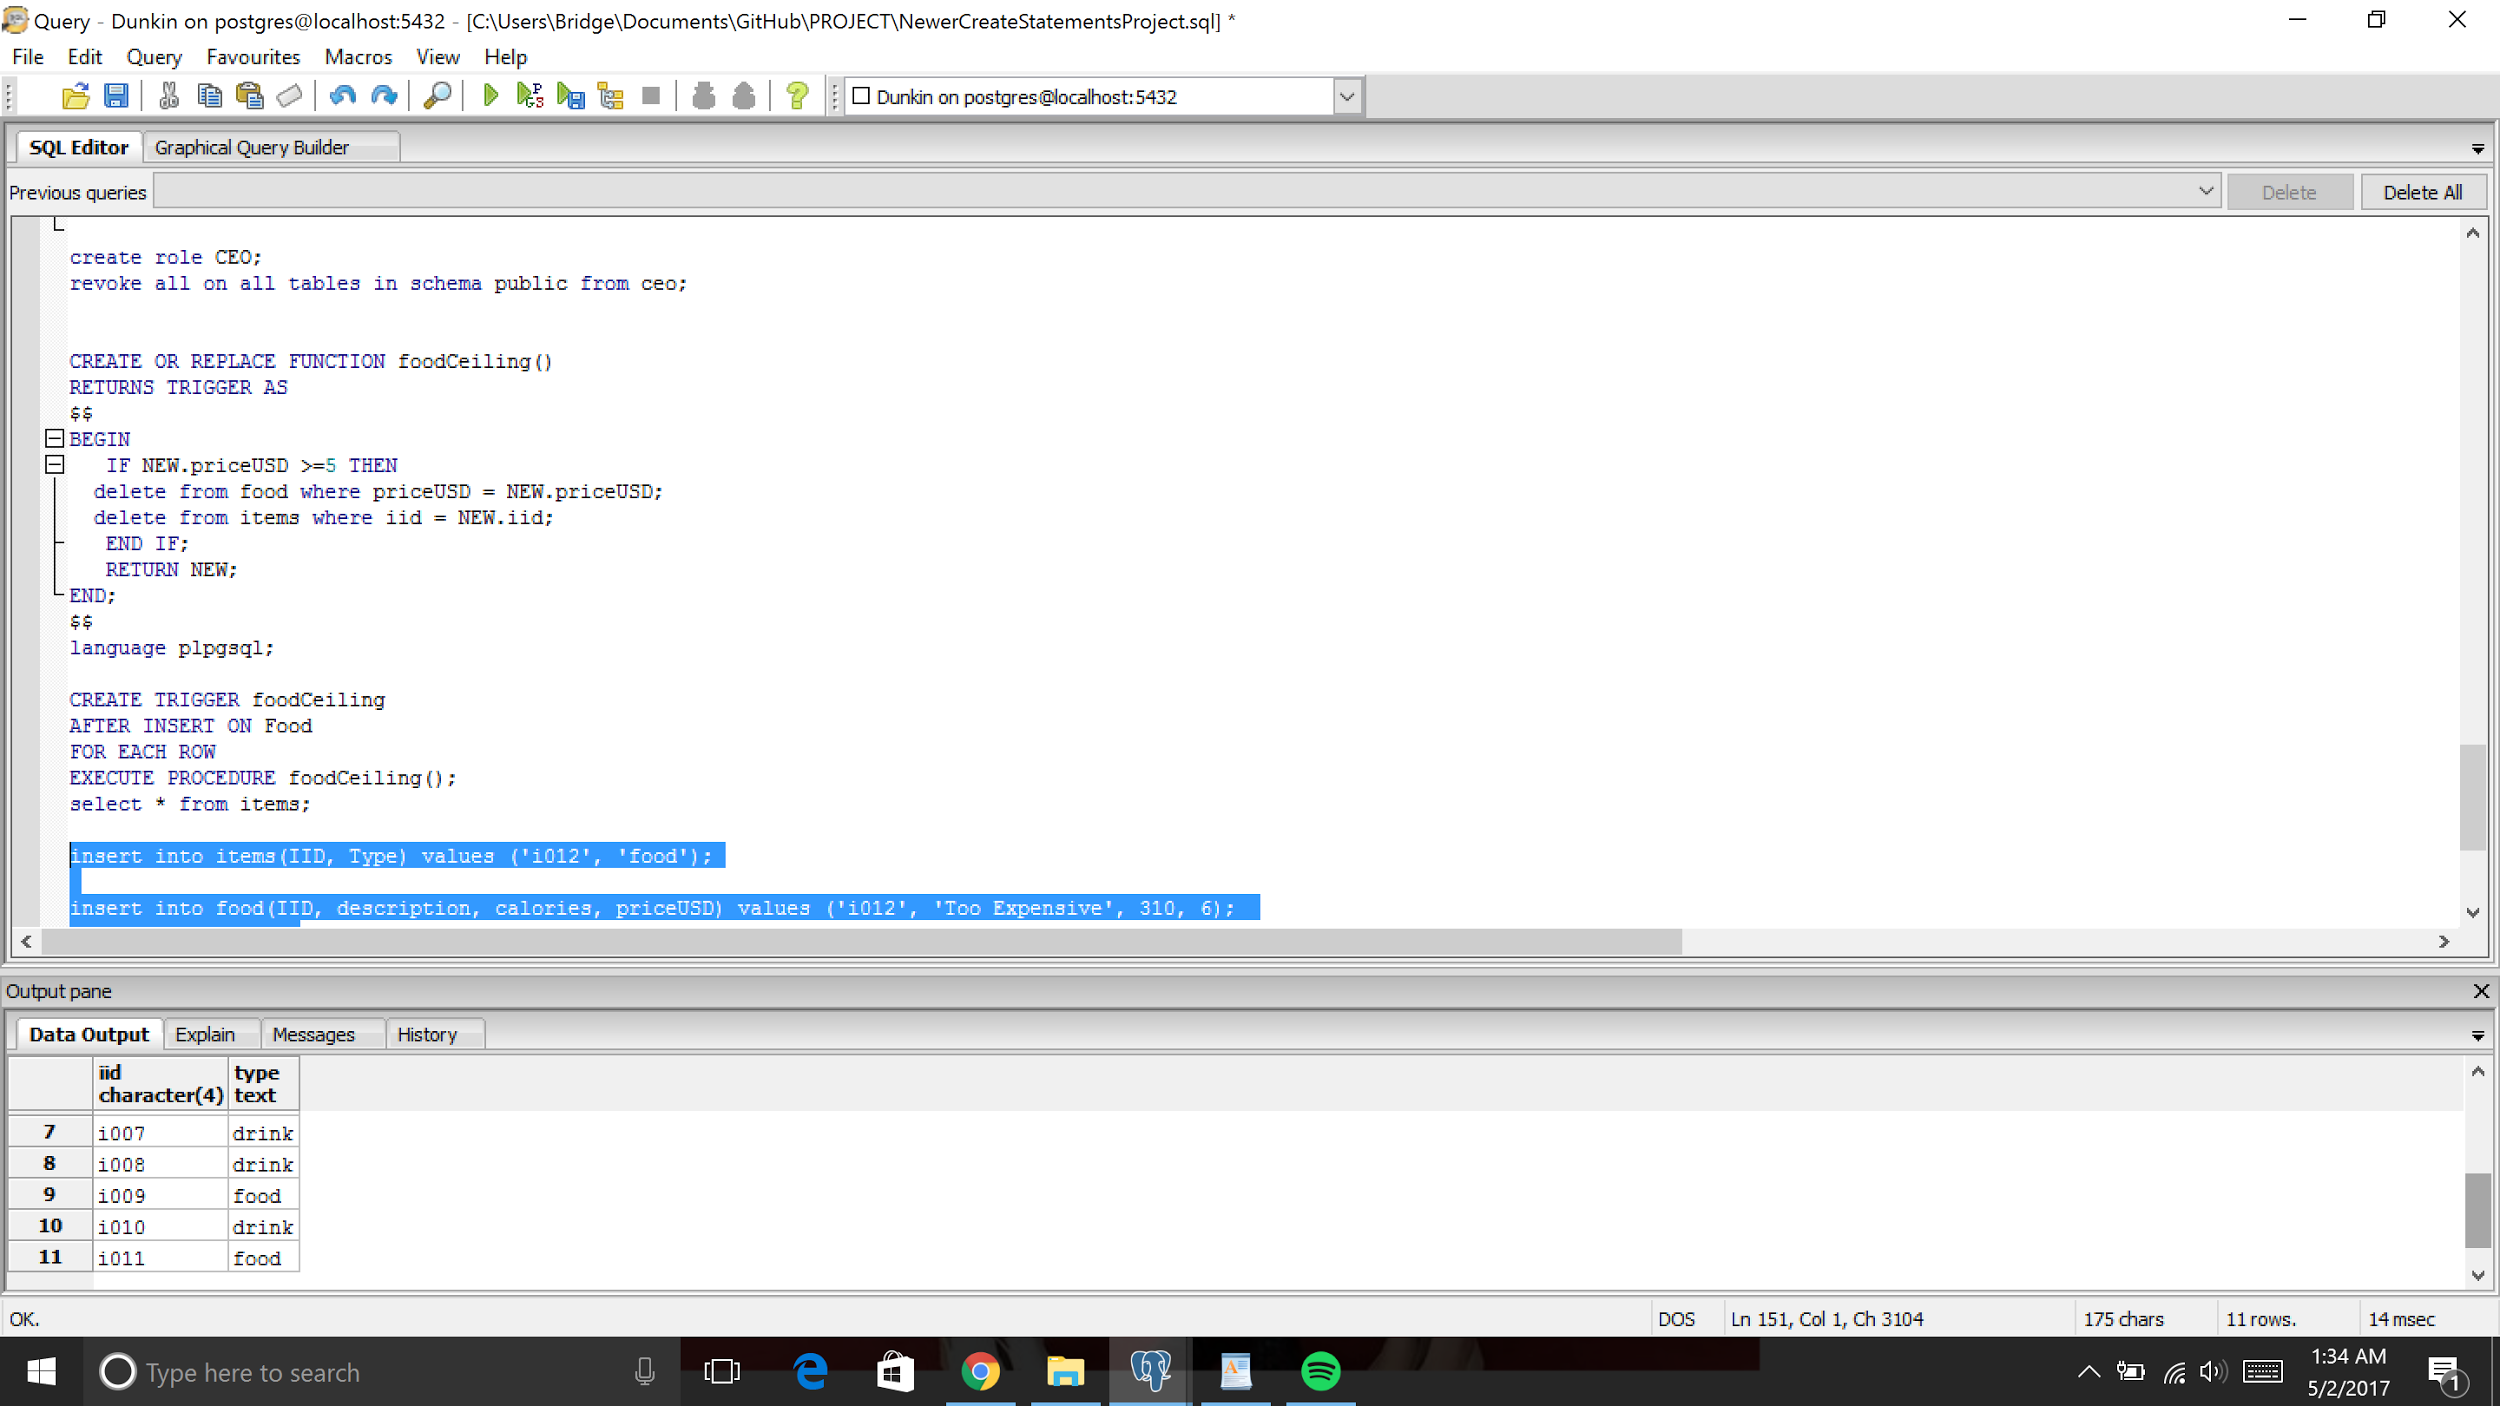 Query - Dunkin on postgres@localhost:5432 - [C:\Users\Bridge\Documents\GitHub\PROJECT\NewerCreateStatementsProject.sql] *
File Edit Query Favourites Macros View Help
Dunkin on postgres@localhost:5432
SQL Editor Graphical Query Builder
Previous queries Delete Delete All
create role CEO;
revoke all on all tables in schema public from ceo;
CREATE OR REPLACE FUNCTION foodCeiling()
RETURNS TRIGGER AS
$$
BEGIN
IF NEW.priceUSD >=5 THEN
delete from food where priceUSD = NEW.priceUSD;
delete from items where iid = NEW.iid;
END IF;
RETURN NEW;
END;
$$
language plpgsql;
CREATE TRIGGER foodCeiling
AFTER INSERT ON Food
FOR EACH ROW
EXECUTE PROCEDURE foodCeiling();
select * from items;
insert into items(IID, Type) values ('i012', 'food');
insert into food(IID, description, calories, priceUSD) values ('i012', 'Too Expensive', 310, 6);
Output pane
Data Output Explain Messages History
iid type
character(4) text
7 i007 drink
8 i008 drink
9 i009 food
10 i010 drink
11 i011 food
OK. DOS Ln 151, Col 1, Ch 3104 175 chars 11 rows. 14 msec
Type here to search
1:34 AM
5/2/2017
1